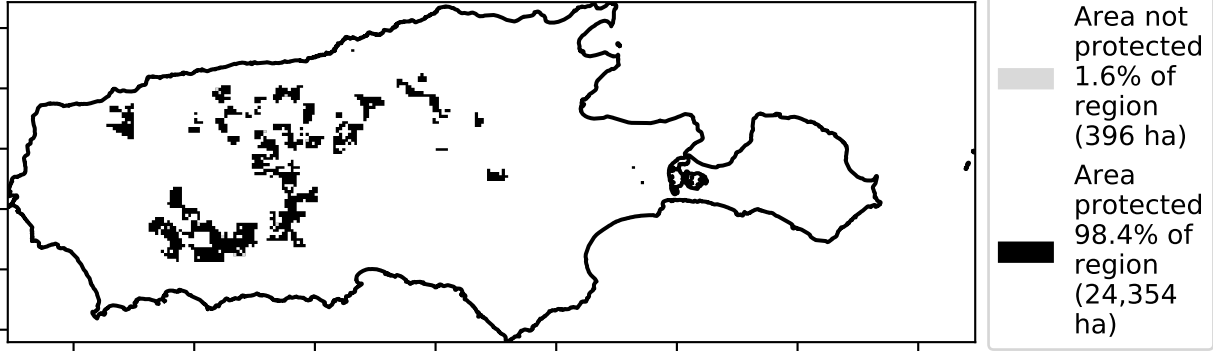 Area not
protected
1.6% of
region
(396 ha)
Area
protected
98.4% of
region
(24,354
ha)